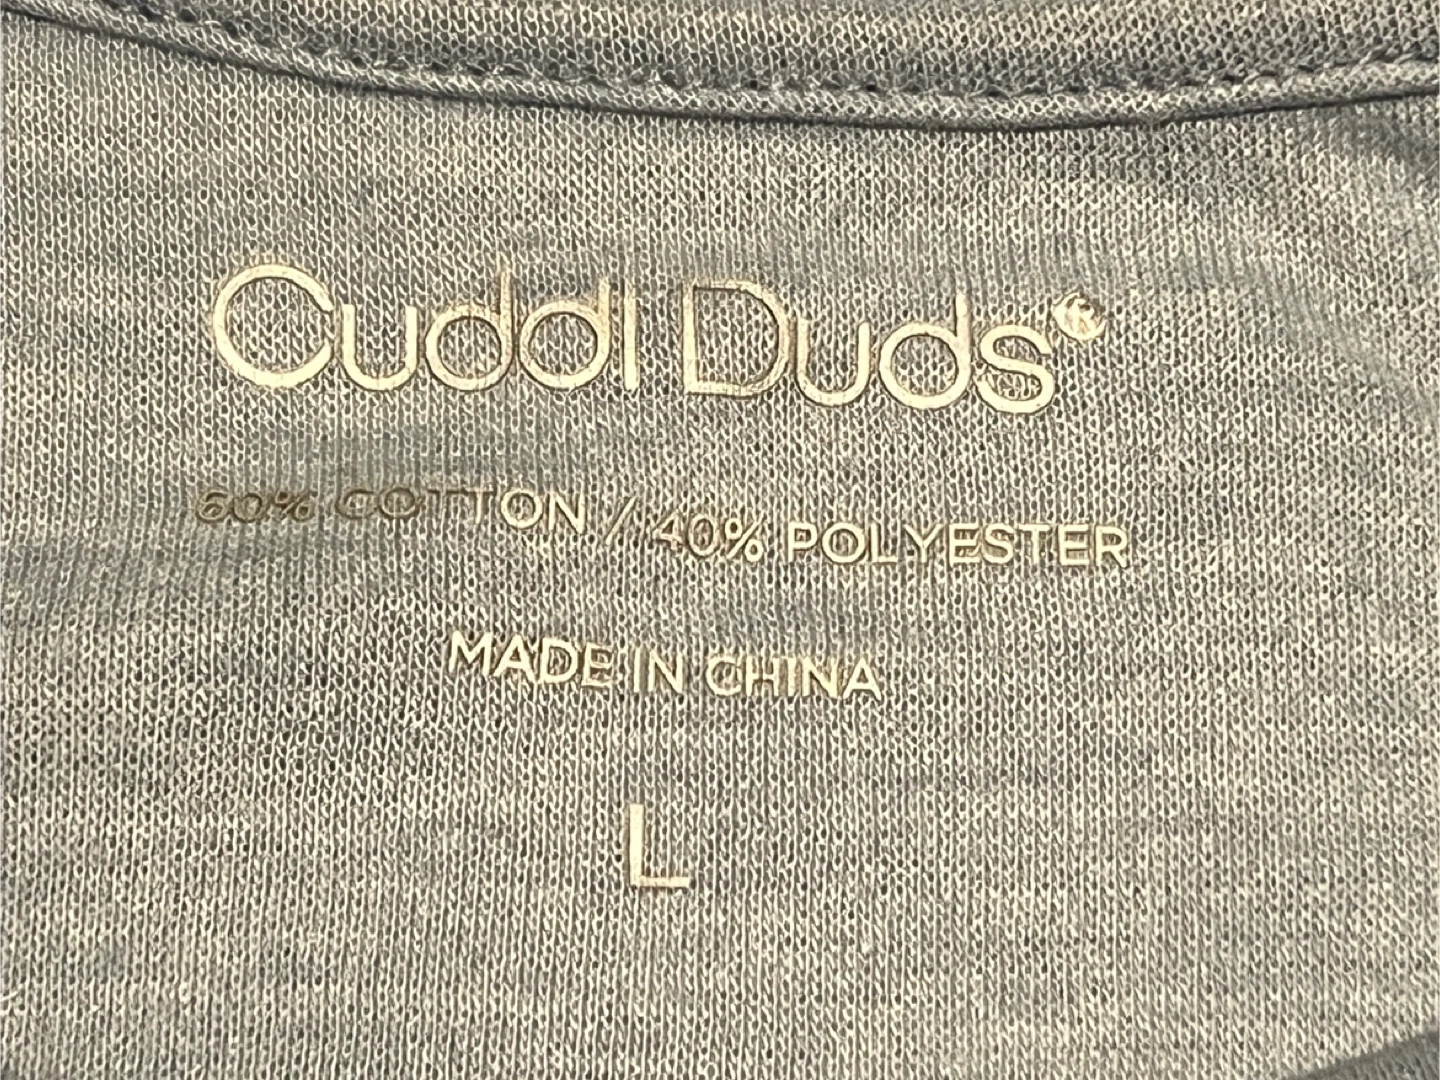 Cuddl Duds®
60% COTTON / 40% POLYESTER
MADE IN CHINA
L